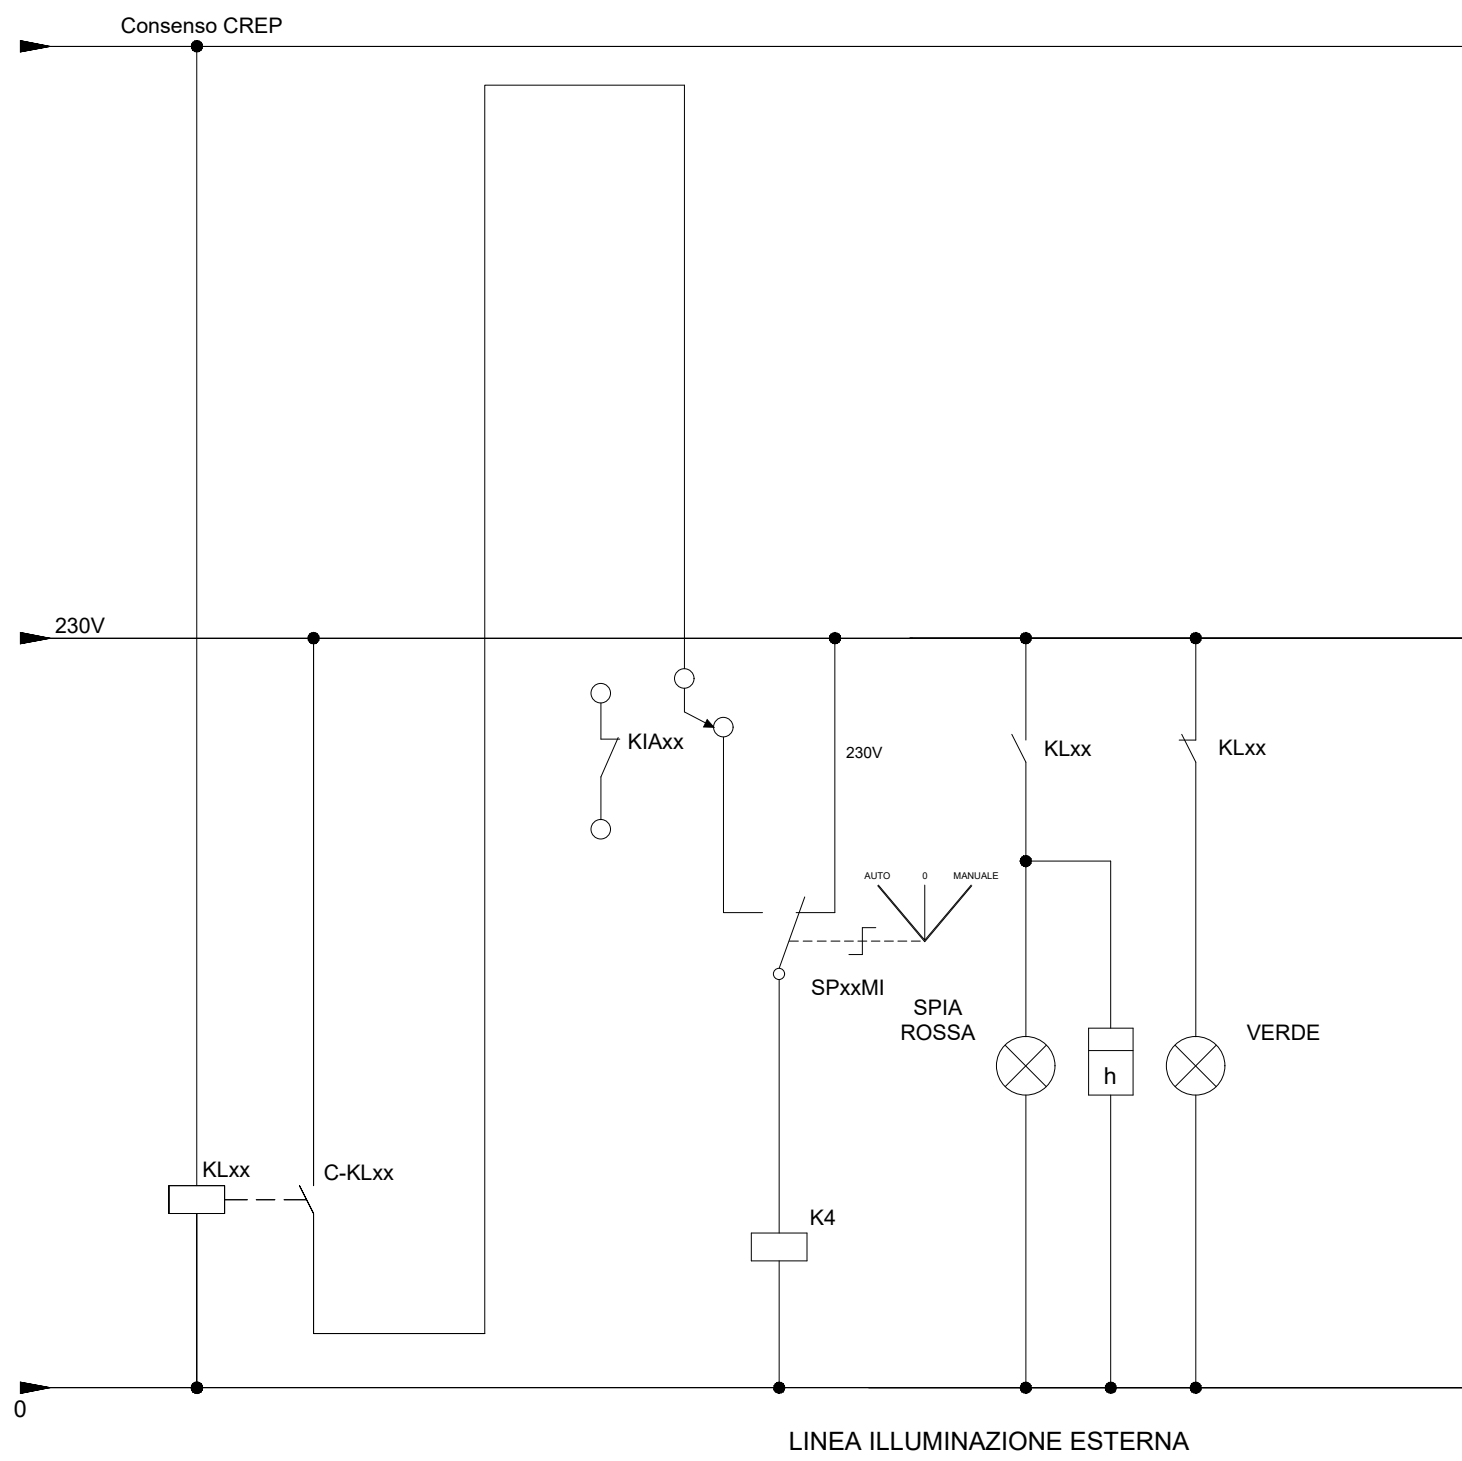 Consenso CREP
230V
KIAxx
230V
KLxx
KLxx
AUTO
0
MANUALE
SPxxMI
SPIA
ROSSA
VERDE
h
KLxx
C-KLxx
K4
0
LINEA ILLUMINAZIONE ESTERNA